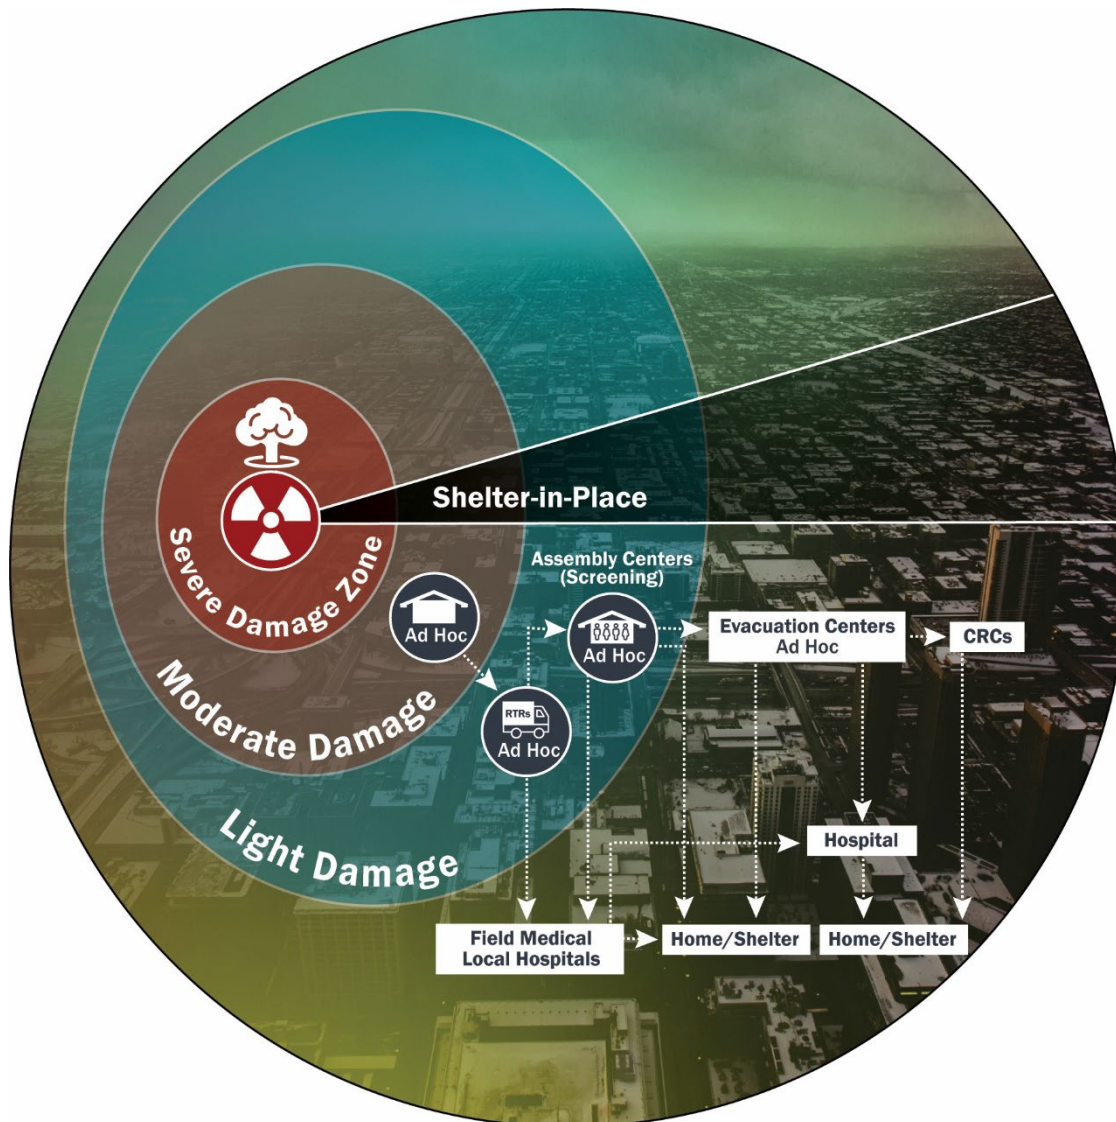 Shelter-in-Place
Severe Damage Zone
Moderate Damage
Light Damage
Ad Hoc
RTRs
Ad Hoc
Assembly Centers
(Screening)
Ad Hoc
Evacuation Centers
Ad Hoc
CRCs
Hospital
Field Medical
Local Hospitals
Home/Shelter
Home/Shelter